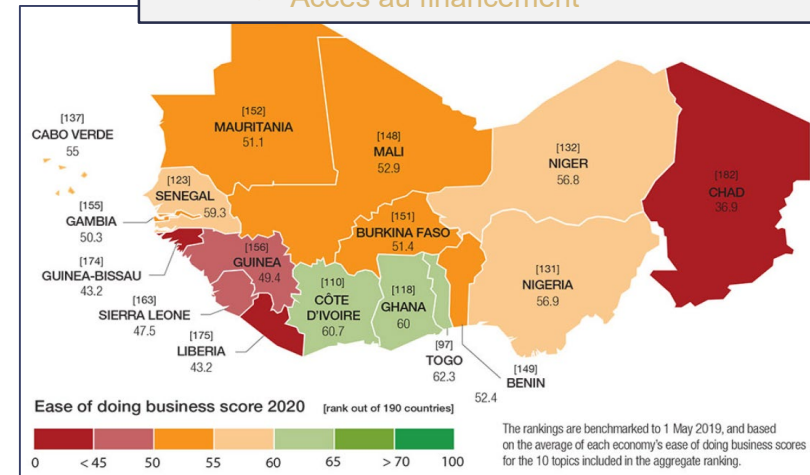 Accès au financement
[137]
CABO VERDE
55
[152]
MAURITANIA
51.1
[148]
MALI
52.9
[132]
NIGER
56.8
[182]
CHAD
36.9
[123]
SENEGAL
59.3
[155]
GAMBIA
50.3
[151]
BURKINA FASO
51.4
[174]
GUINEA-BISSAU
43.2
[156]
GUINEA
49.4
[163]
SIERRA LEONE
47.5
[110]
CÔTE
D'IVOIRE
60.7
[118]
GHANA
60
[131]
NIGERIA
56.9
[175]
LIBERIA
43.2
[97]
TOGO
62.3
[149]
BENIN
52.4
Ease of doing business score 2020 [rank out of 190 countries]
0 <45 50 55 60 65 >70 100
The rankings are benchmarked to 1 May 2019, and based
on the average of each economy's ease of doing business scores
for the 10 topics included in the aggregate ranking.